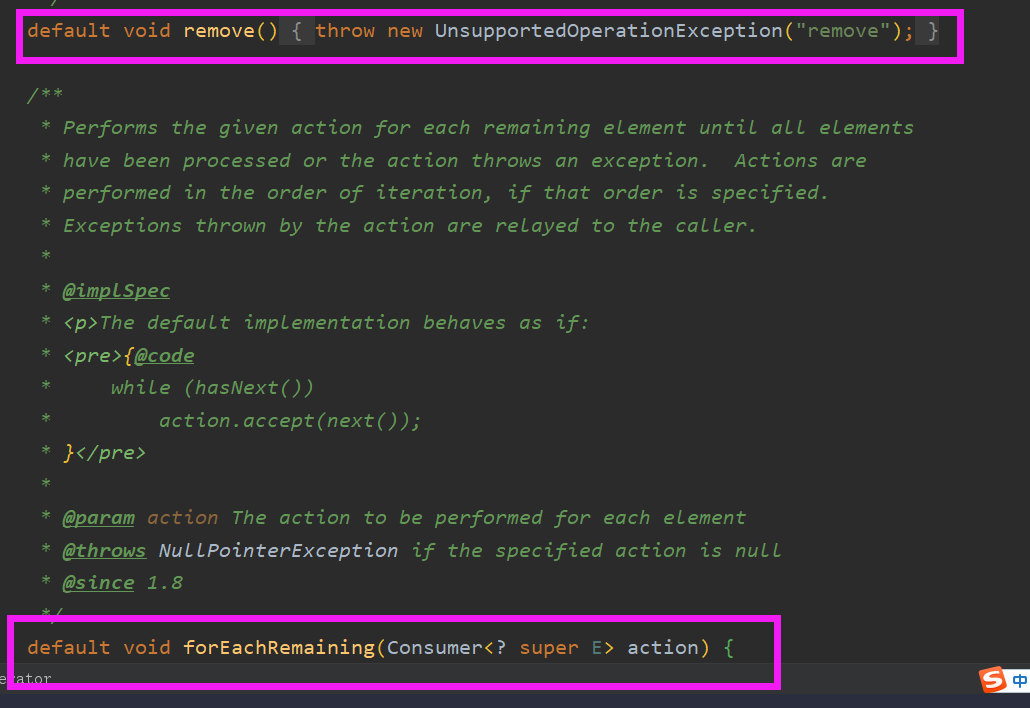 default void remove() { throw new UnsupportedOperationException("remove"); }
/**
* Performs the given action for each remaining element until all elements
* have been processed or the action throws an exception.  Actions are
* performed in the order of iteration, if that order is specified.
* Exceptions thrown by the action are relayed to the caller.
*
* @implSpec
* <p>The default implementation behaves as if:
* <pre>{@code
*     while (hasNext())
*         action.accept(next());
* }</pre>
*
* @param action The action to be performed for each element
* @throws NullPointerException if the specified action is null
* @since 1.8
*/
default void forEachRemaining(Consumer<? super E> action) {
S 中